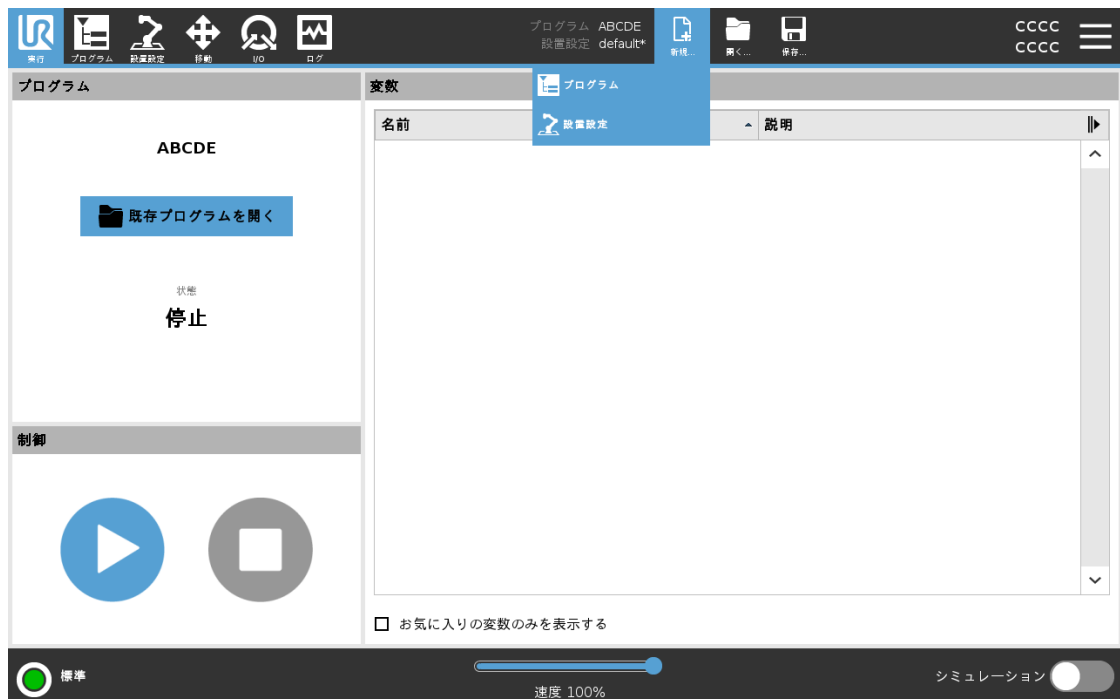 UR
実行
プログラム
設置設定
移動
I/O
ログ
プログラム ABCDE
設置設定 default*
新規...
開く...
保存...
CCCC
CCCC
プログラム
設置設定
プログラム
ABCDE
既存プログラムを開く
状態
停止
制御
変数
名前
説明
お気に入りの変数のみを表示する
標準
速度 100%
シミュレーション